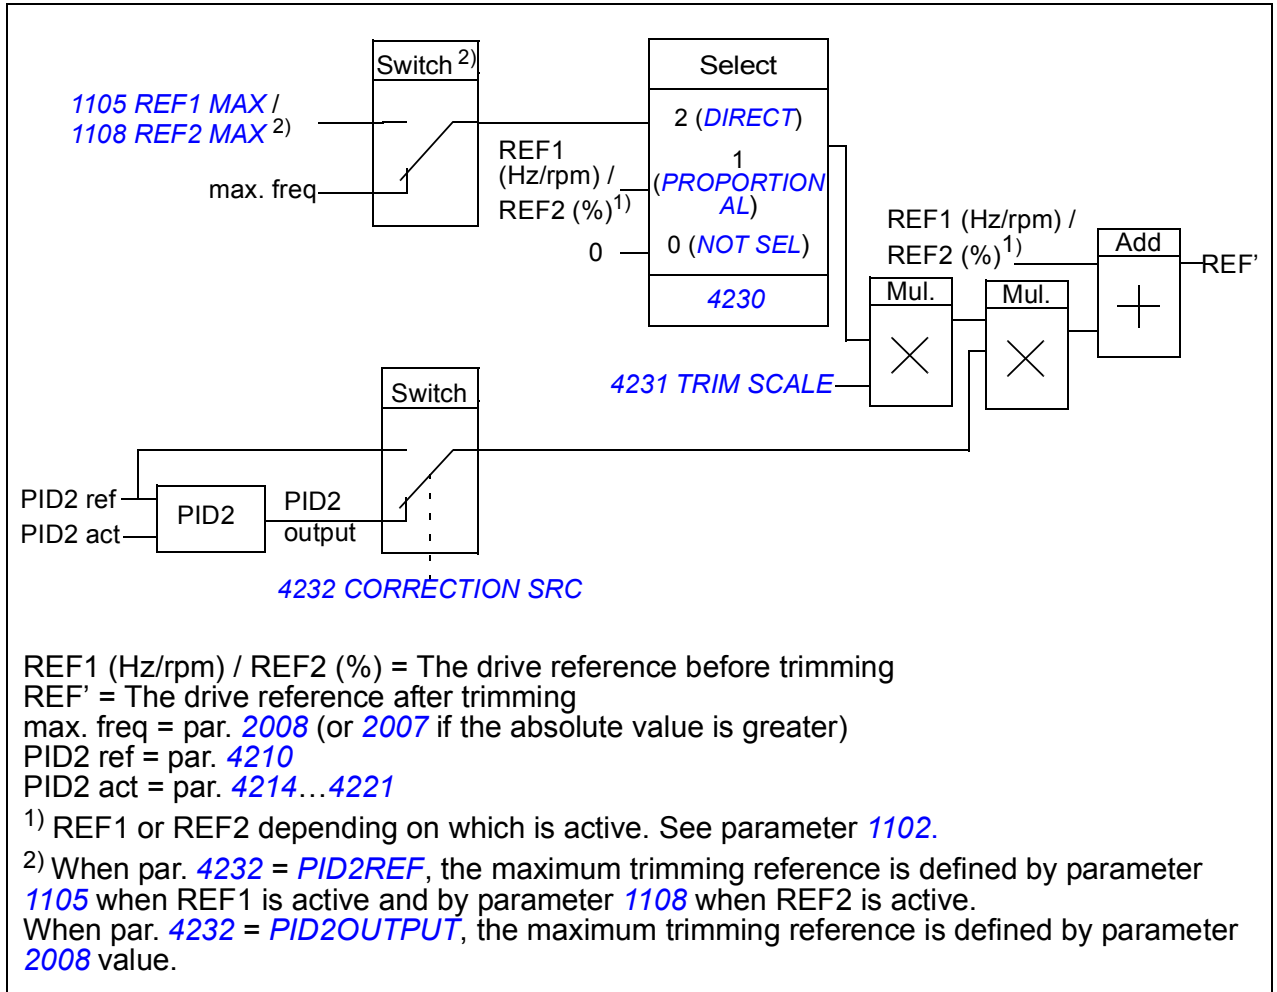 Switch 2)
Select
1105 REF1 MAX /
1108 REF2 MAX 2)
2 (DIRECT)
max. freq
REF1
(Hz/rpm) /
REF2 (%)1)
1
(PROPORTION
AL)
0
0 (NOT SEL)
4230
REF1 (Hz/rpm) /
REF2 (%)1)
Add
REF’
Mul.
Mul.
4231 TRIM SCALE
Switch
PID2 ref
PID2 act
PID2
PID2
output
4232 CORRECTION SRC
REF1 (Hz/rpm) / REF2 (%) = The drive reference before trimming
REF’ = The drive reference after trimming
max. freq = par. 2008 (or 2007 if the absolute value is greater)
PID2 ref = par. 4210
PID2 act = par. 4214…4221
1) REF1 or REF2 depending on which is active. See parameter 1102.
2) When par. 4232 = PID2REF, the maximum trimming reference is defined by parameter
1105 when REF1 is active and by parameter 1108 when REF2 is active.
When par. 4232 = PID2OUTPUT, the maximum trimming reference is defined by parameter
2008 value.